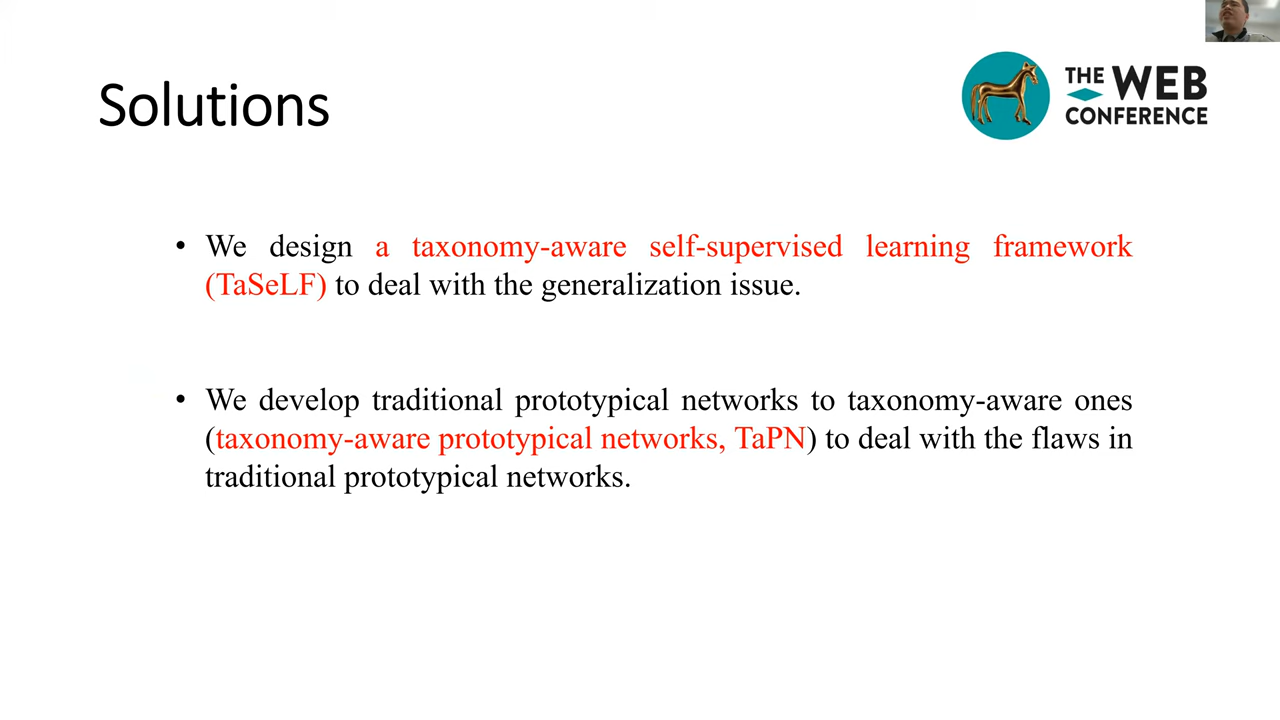 Solutions
THE WEB
CONFERENCE
• We design a taxonomy-aware self-supervised learning framework
(TaSeLF) to deal with the generalization issue.
• We develop traditional prototypical networks to taxonomy-aware ones
(taxonomy-aware prototypical networks, TaPN) to deal with the flaws in
traditional prototypical networks.